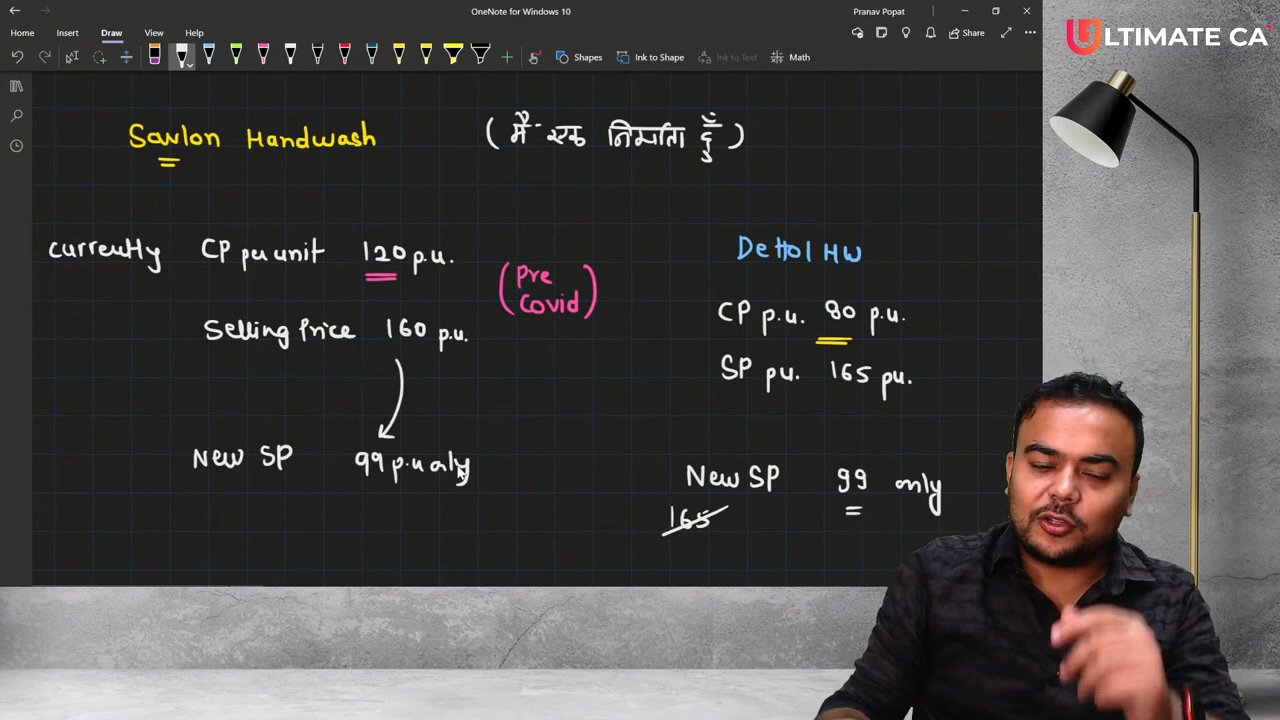 OneNote for Windows 10
Pranav Popat
Home Insert Draw View Help
Share
Shapes Ink to Shape Ink to Text Math
ULTIMATE CA
Savlon Handwash (मैं एक निर्माता हूँ)
Currently CP per unit 120 p.u.
(Pre Covid)
Selling Price 160 p.u.
New SP 99 p.u only
Dettol HW
CP p.u. 80 p.u.
SP pu. 165 pu.
New SP 99 only
165